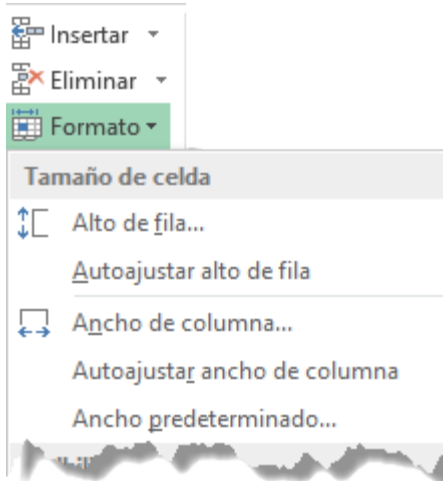 Insertar
Eliminar
Formato
Tamaño de celda
Alto de fila...
Autoajustar alto de fila
Ancho de columna...
Autoajustar ancho de columna
Ancho predeterminado...